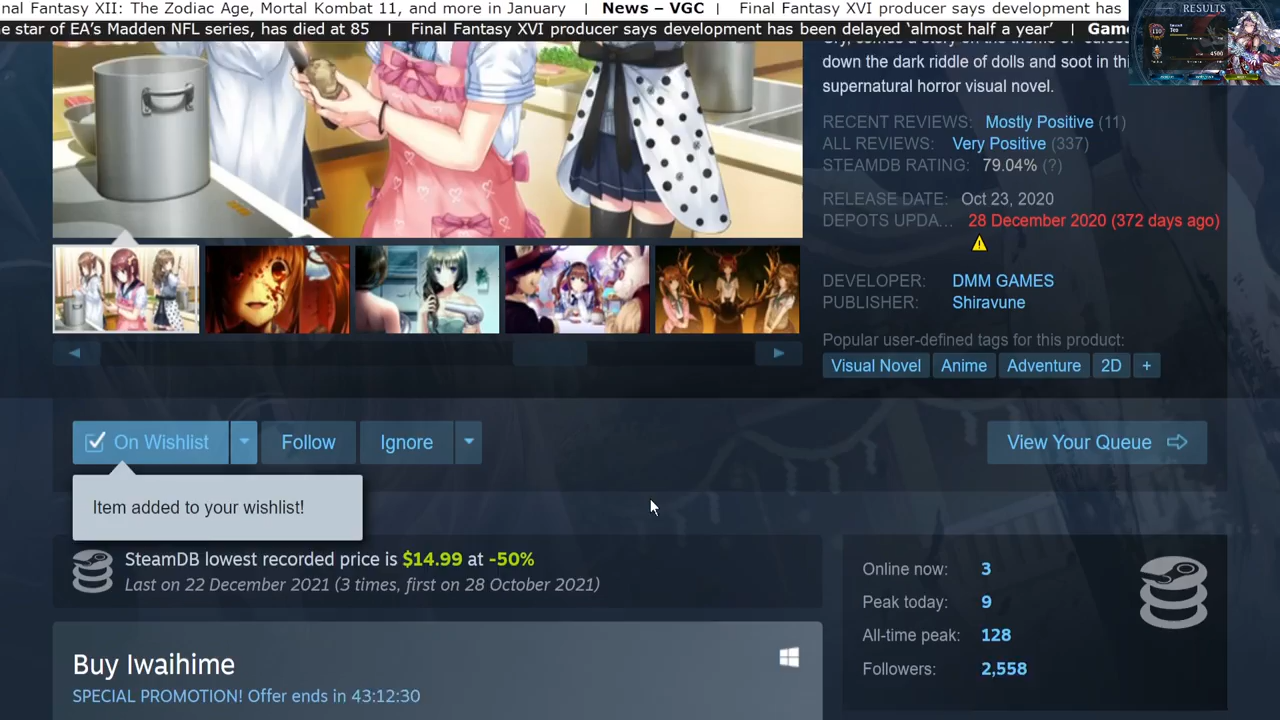 nal Fantasy XII: The Zodiac Age, Mortal Kombat 11, and more in January | News – VGC | Final Fantasy XVI producer says development has
e star of EA's Madden NFL series, has died at 85 | Final Fantasy XVI producer says development has been delayed 'almost half a year' | Game
RESULTS
down the dark riddle of dolls and soot in thi
supernatural horror visual novel.
RECENT REVIEWS: Mostly Positive (11)
ALL REVIEWS: Very Positive (337)
STEAMDB RATING: 79.04% (?)
RELEASE DATE: Oct 23, 2020
DEPOTS UPDA... 28 December 2020 (372 days ago)
DEVELOPER: DMM GAMES
PUBLISHER: Shiravune
Popular user-defined tags for this product:
Visual Novel Anime Adventure 2D +
On Wishlist Follow Ignore View Your Queue
Item added to your wishlist!
SteamDB lowest recorded price is $14.99 at -50%
Last on 22 December 2021 (3 times, first on 28 October 2021)
Online now: 3
Peak today: 9
All-time peak: 128
Followers: 2,558
Buy Iwaihime
SPECIAL PROMOTION! Offer ends in 43:12:30